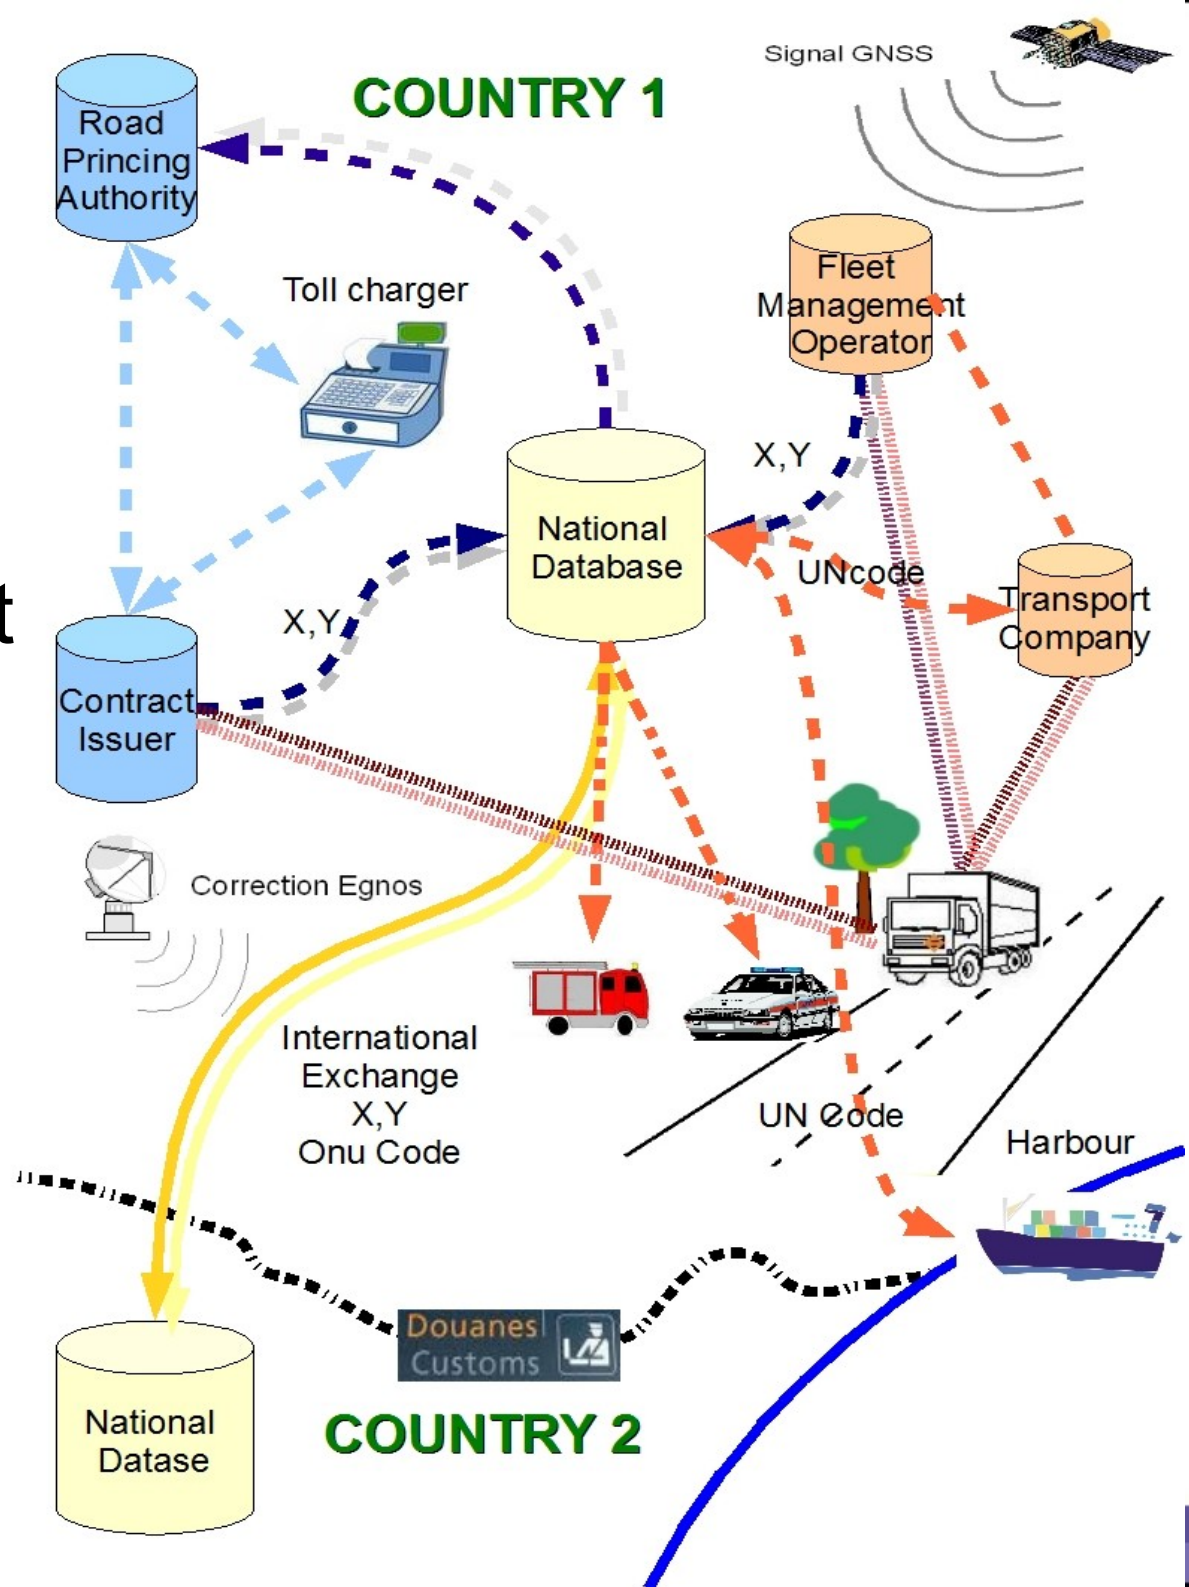 Signal GNSS
COUNTRY 1
Road
Princing
Authority
Fleet
Management
Operator
Toll charger
X,Y
National
Database
UNcode
Transport
Company
t
X,Y
Contract
Issuer
Correction Egnos
International
Exchange
X,Y
Onu Code
UN Code
Harbour
Douanes
Customs
National
Datase
COUNTRY 2